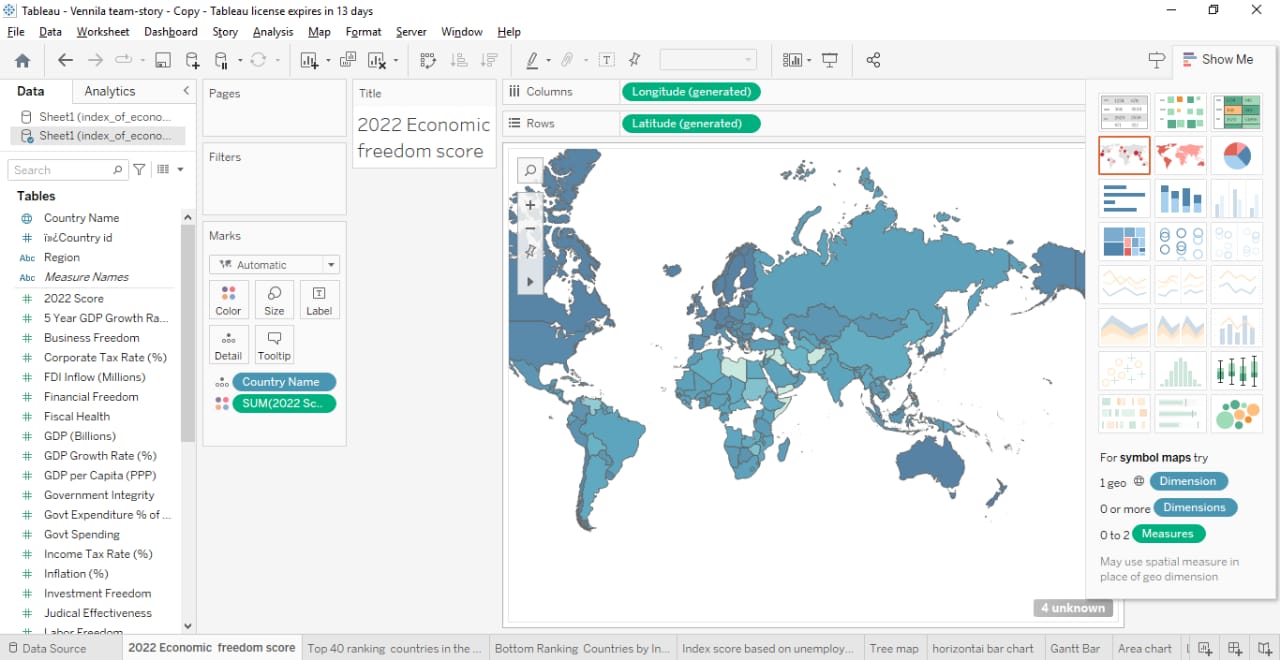 Tableau - Vennila team-story - Copy - Tableau license expires in 13 days
File Data Worksheet Dashboard Story Analysis Map Format Server Window Help
Show Me
Data Analytics
Sheet1 (index_of_econo...
Sheet1 (index_of_econo...
Search
Tables
Country Name
ï»¿Country id
Abc Region
Abc Measure Names
2022 Score
5 Year GDP Growth Ra...
Business Freedom
Corporate Tax Rate (%)
FDI Inflow (Millions)
Financial Freedom
Fiscal Health
GDP (Billions)
GDP Growth Rate (%)
GDP per Capita (PPP)
Government Integrity
Govt Expenditure % of ...
Govt Spending
Income Tax Rate (%)
Inflation (%)
Investment Freedom
Judical Effectiveness
Labor Freedom
Pages
Filters
Marks
Automatic
Color Size Label
Detail Tooltip
Country Name
SUM(2022 Sc..
Title
2022 Economic
freedom score
Columns Longitude (generated)
Rows Latitude (generated)
4 unknown
For symbol maps try
1 geo Dimension
0 or more Dimensions
0 to 2 Measures
May use spatial measure in
place of geo dimension
Data Source 2022 Economic freedom score Top 40 ranking countries in the ... Bottom Ranking Countries by In... Index score based on unemploy... Tree map horizontai bar chart Gantt Bar Area chart